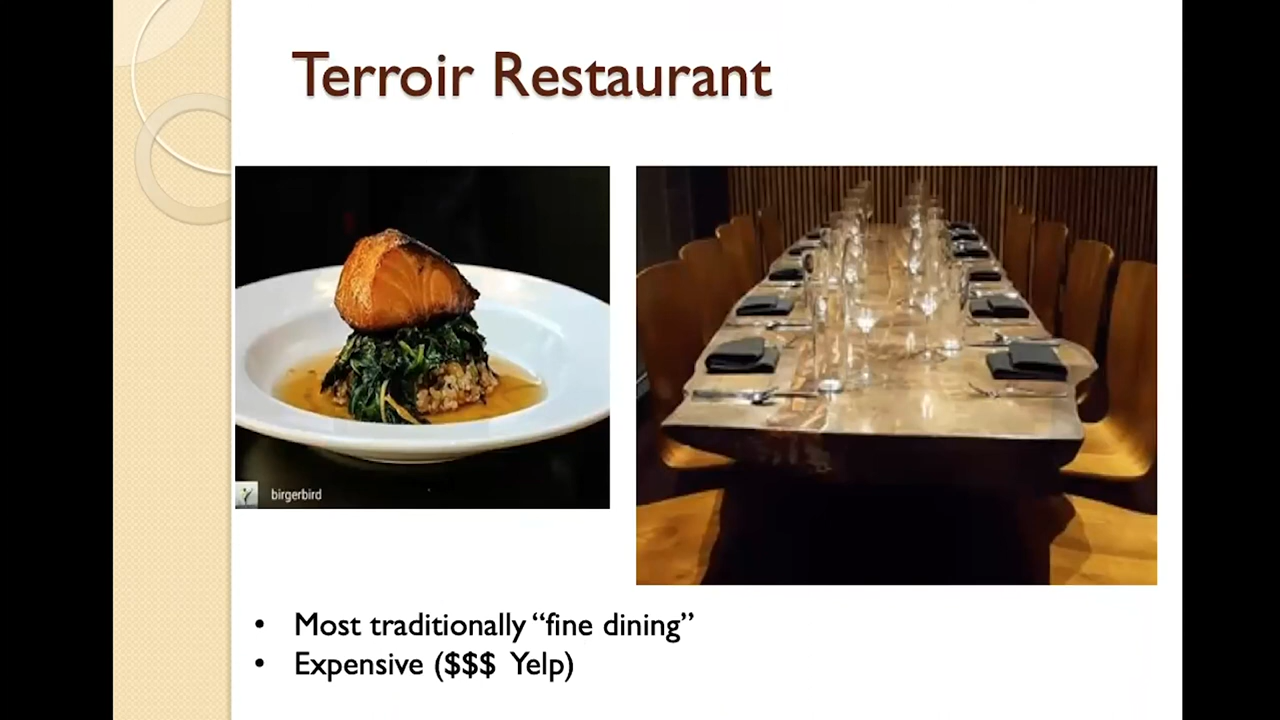 Terroir Restaurant
birgerbird
• Most traditionally “fine dining”
• Expensive ($$$ Yelp)